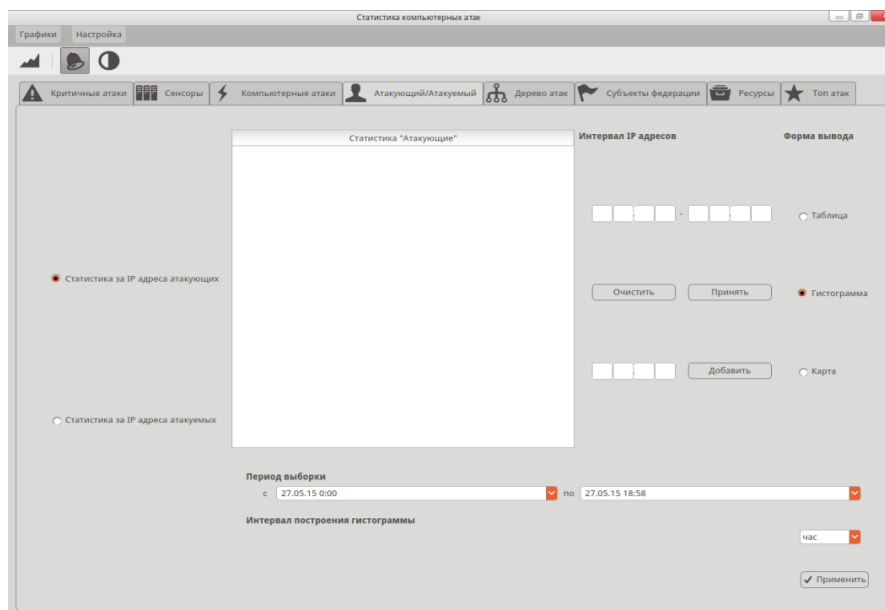 Статистика компьютерных атак
Графики Настройка
Критичные атаки Сенсоры Компьютерные атаки Атакующий/Атакуемый Дерево атак Субъекты федерации Ресурсы Топ атак
Статистика "Атакующие" Интервал IP адресов Форма вывода
. - . Таблица
Статистика за IP адреса атакующих
Очистить Принять Гистограмма
. Добавить Карта
Статистика за IP адреса атакуемых
Период выборки
с 27.05.15 0:00 по 27.05.15 18:58
Интервал построения гистограммы
час
Применить